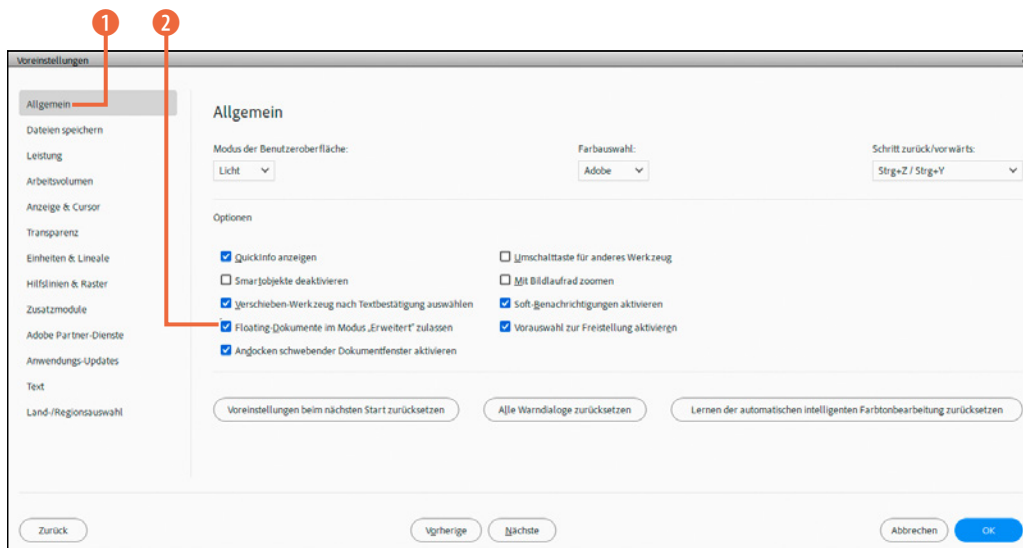 1 2
Voreinstellungen
Allgemein
Dateien speichern
Leistung
Arbeitsvolumen
Anzeige & Cursor
Transparenz
Einheiten & Lineale
Hilfslinien & Raster
Zusatzmodule
Adobe Partner-Dienste
Anwendungs-Updates
Text
Land-/Regionsauswahl
Allgemein
Modus der Benutzeroberfläche: Farbauswahl: Schritt zurück/vorwärts:
Licht Adobe Strg+Z / Strg+Y
Optionen
QuickInfo anzeigen Umschalttaste für anderes Werkzeug
Smartobjekte deaktivieren Mit Bildlaufrad zoomen
Verschieben-Werkzeug nach Textbestätigung auswählen Soft-Benachrichtigungen aktivieren
Floating-Dokumente im Modus „Erweitert" zulassen Vorauswahl zur Freistellung aktivieren
Andocken schwebender Dokumentfenster aktivieren
Voreinstellungen beim nächsten Start zurücksetzen Alle Warndialoge zurücksetzen Lernen der automatischen intelligenten Farbtonbearbeitung zurücksetzen
Zurück Vorherige Nächste Abbrechen OK